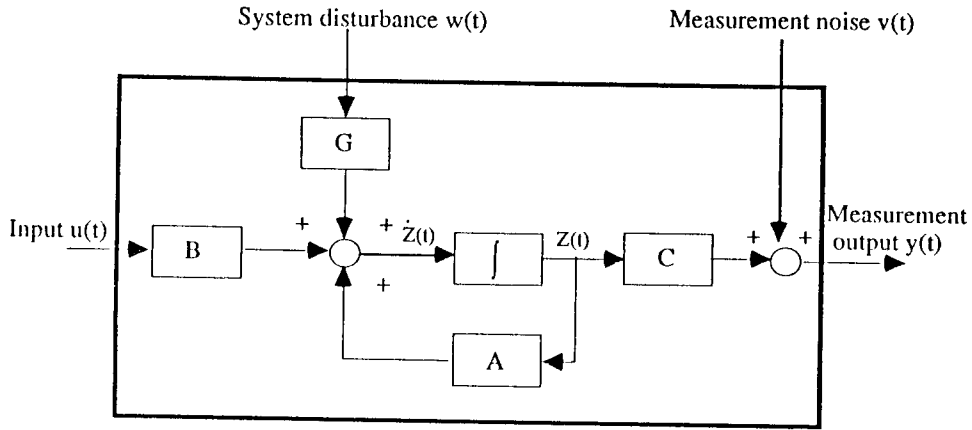 System disturbance w(t)
Measurement noise v(t)
G
Input u(t)
B
+
+
+
Ż(t)
∫
Z(t)
C
+
+
Measurement
output y(t)
A